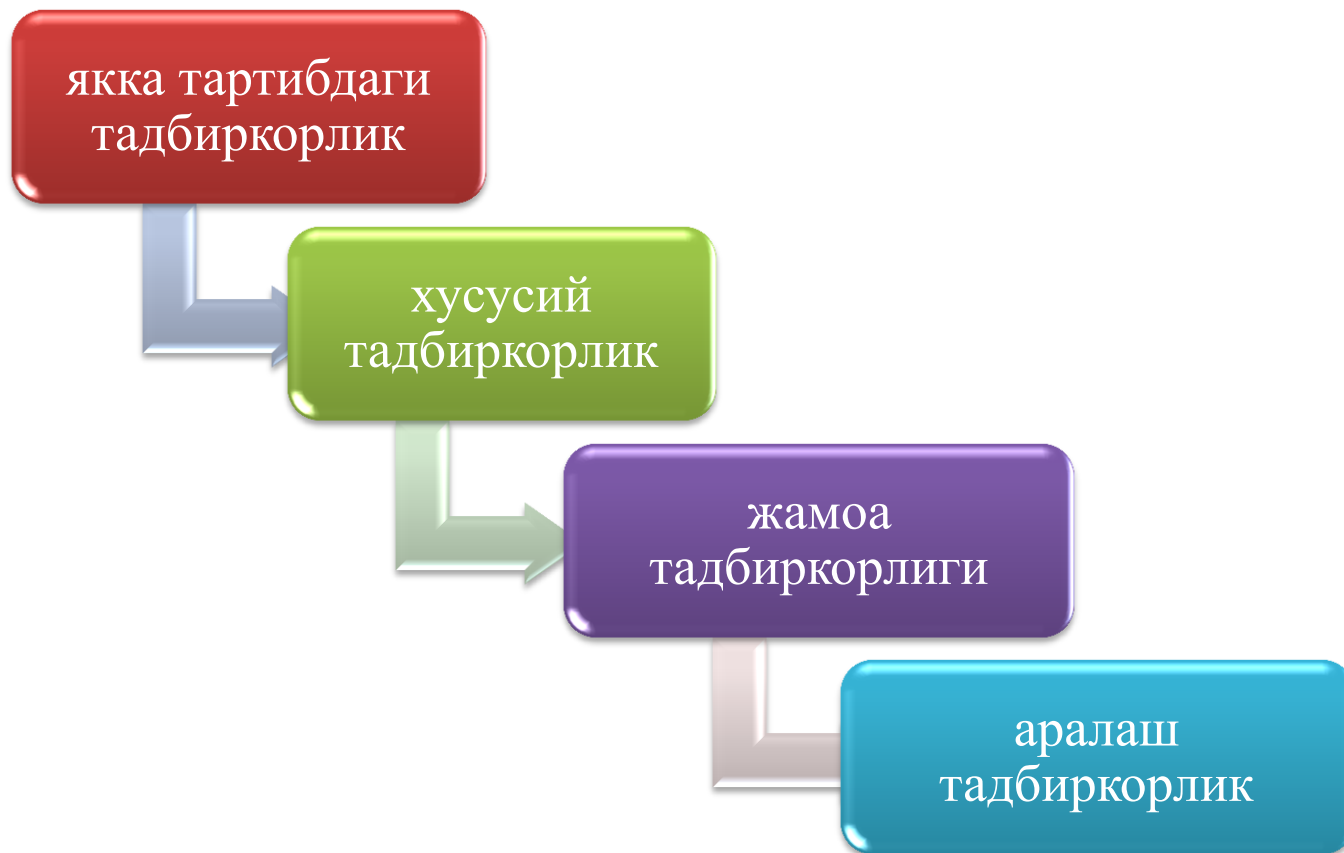 якка тартибдаги
тадбиркорлик
хусусий
тадбиркорлик
жамоа
тадбиркорлиги
аралаш
тадбиркорлик